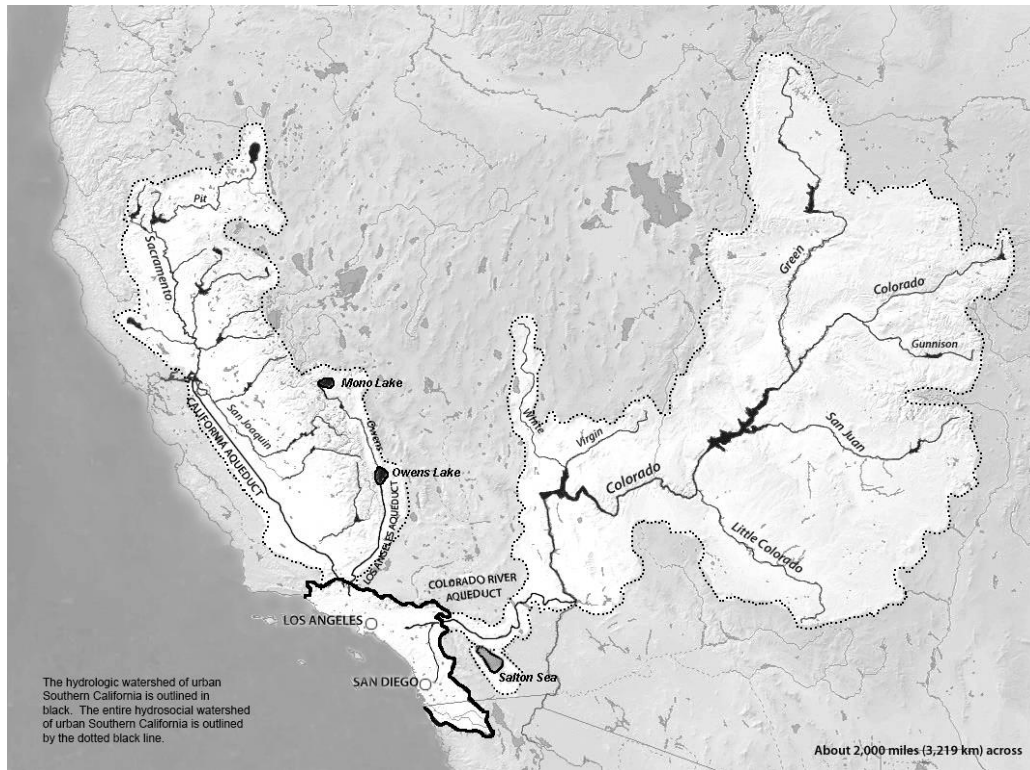 Pit
Sacramento
Green
Colorado
Gunnison
Mono Lake
Owens
San Joaquin
CALIFORNIA AQUEDUCT
White
Virgin
San Juan
Owens Lake
Colorado
LOS ANGELES AQUEDUCT
Little Colorado
COLORADO RIVER
AQUEDUCT
LOS ANGELES
SAN DIEGO
Salton Sea
The hydrologic watershed of urban
Southern California is outlined in
black. The entire hydrosocial watershed
of urban Southern California is outlined
by the dotted black line.
About 2,000 miles (3,219 km) across